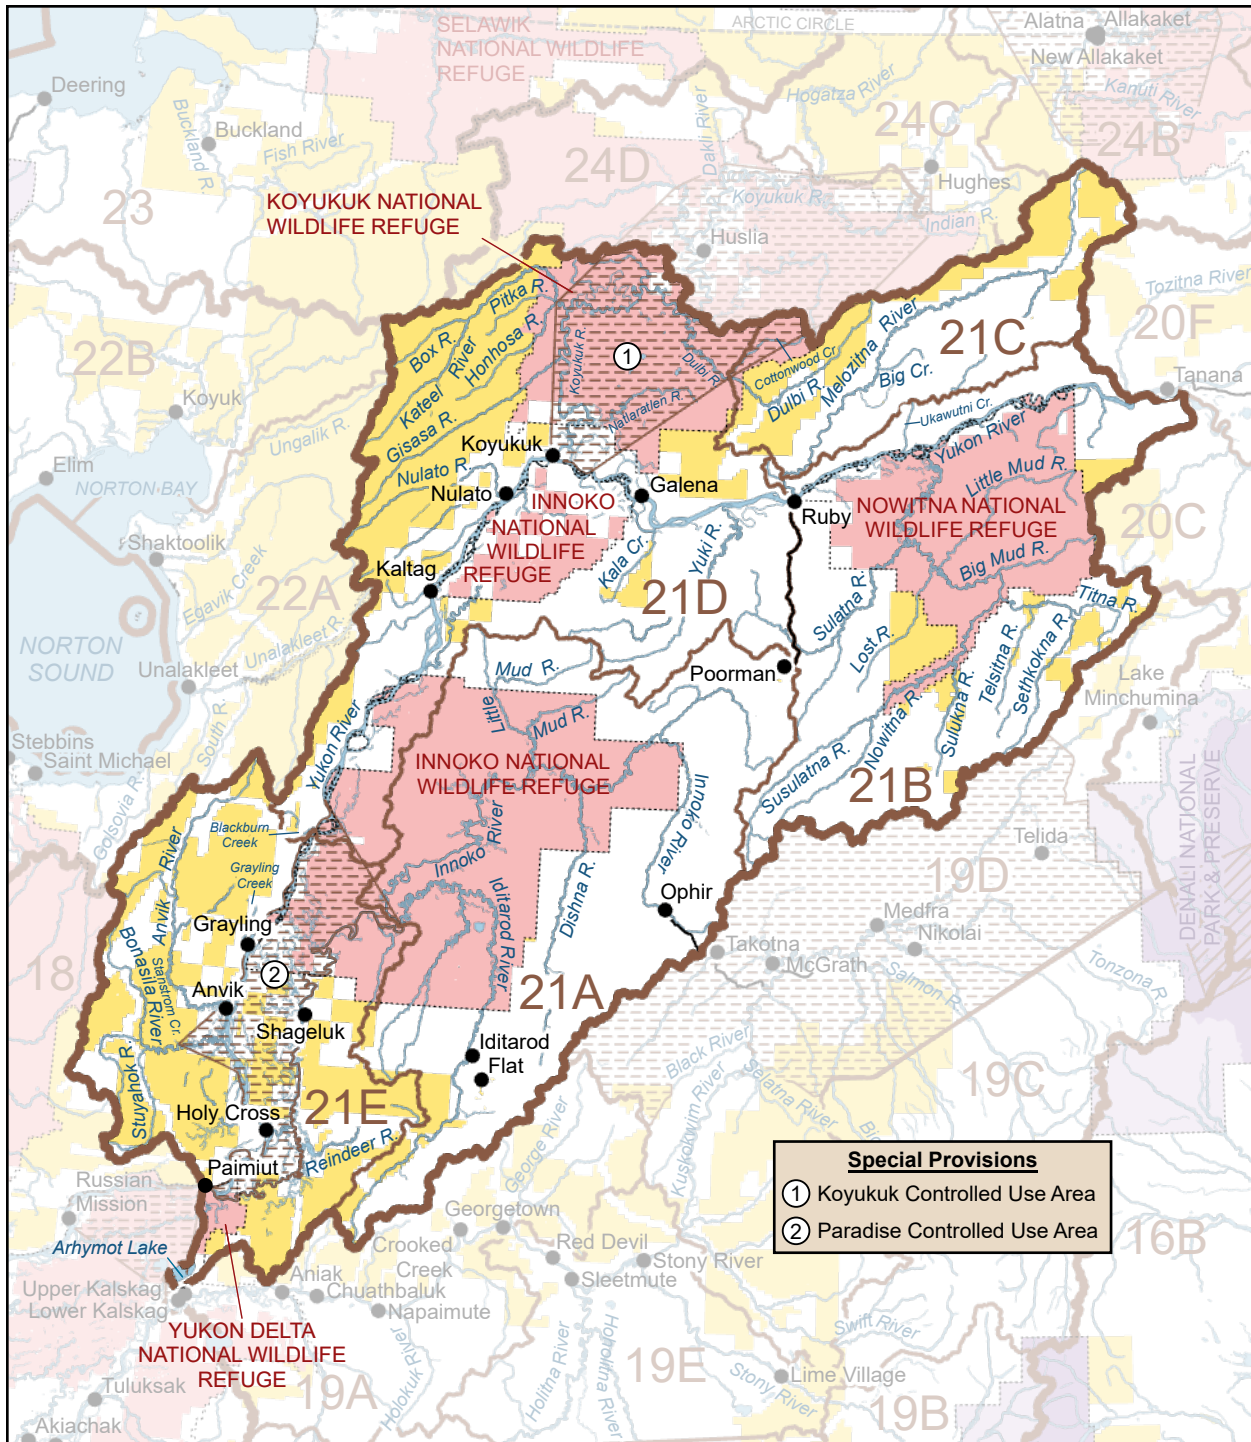 SELAWIK
NATIONAL WILDLIFE
REFUGE
ARCTIC CIRCLE
Alatna
Allakaket
New Allakaket
Deering
Buckland R.
Buckland
Fish River
Hogatza River
Kanuti River
24C
24B
24D
Dakli River
23
Koyukuk R.
Hughes
Indian R.
Huslia
KOYUKUK NATIONAL
WILDLIFE REFUGE
Tozitna River
20F
22B
Pitka R.
Box R.
Kateel River
Honhosa R.
Gisasa R.
Koyukuk R.
1
Dulbi R.
Natlaratlen R.
Cottonwood Cr
Dulbi R.
Melozitna River
Big Cr.
21C
Ukawutni Cr.
Tanana
Koyuk
Ungalik R.
Elim
NORTON BAY
Koyukuk
Nulato R.
Nulato
Galena
Yukon River
Little Mud R.
Ruby
NOWITNA NATIONAL
WILDLIFE REFUGE
Big Mud R.
20C
INNOKO
NATIONAL
WILDLIFE
REFUGE
Shaktoolik
Egavik Creek
22A
Kaltag
Kala Cr.
Yuki R.
21D
Sulatna R.
Lost R.
Titna R.
Telsitna R.
Sethkokna R.
NORTON
SOUND
Unalakleet R.
Unalakleet
Mud R.
Poorman
Lake
Minchumina
South R.
Little
Mud R.
Nowitna R.
Sulukna R.
Yukon River
Stebbins
Saint Michael
Golsovia R.
INNOKO NATIONAL
WILDLIFE REFUGE
Innoko River
Susulatna R.
21B
DENALI NATIONAL
PARK & PRESERVE
Blackburn
Creek
Anvik River
Grayling
Creek
Innoko River
Telida
19D
Iditarod River
Dishna R.
Ophir
Medfra
Nikolai
Grayling
Bonasila River
Stanstrom Cr.
2
18
Takotna
McGrath
Salmon R.
Tonzona R.
Anvik
Shageluk
21A
Iditarod
Flat
Black River
Selatna River
19C
Stuyahok R.
21E
Holy Cross
Reindeer R.
George River
Kuskokwim River
Paimiut
Russian
Mission
Special Provisions
1 Koyukuk Controlled Use Area
2 Paradise Controlled Use Area
16B
Georgetown
Arhymot Lake
Crooked
Creek
Red Devil
Stony River
Sleetmute
Upper Kalskag
Lower Kalskag
Aniak
Chuathbaluk
Napaimute
YUKON DELTA
NATIONAL WILDLIFE
REFUGE
Swift River
19E
Holokuk River
Holitna River
Hoholitna River
Stony River
Lime Village
Tuluksak
19A
19B
Akiachak